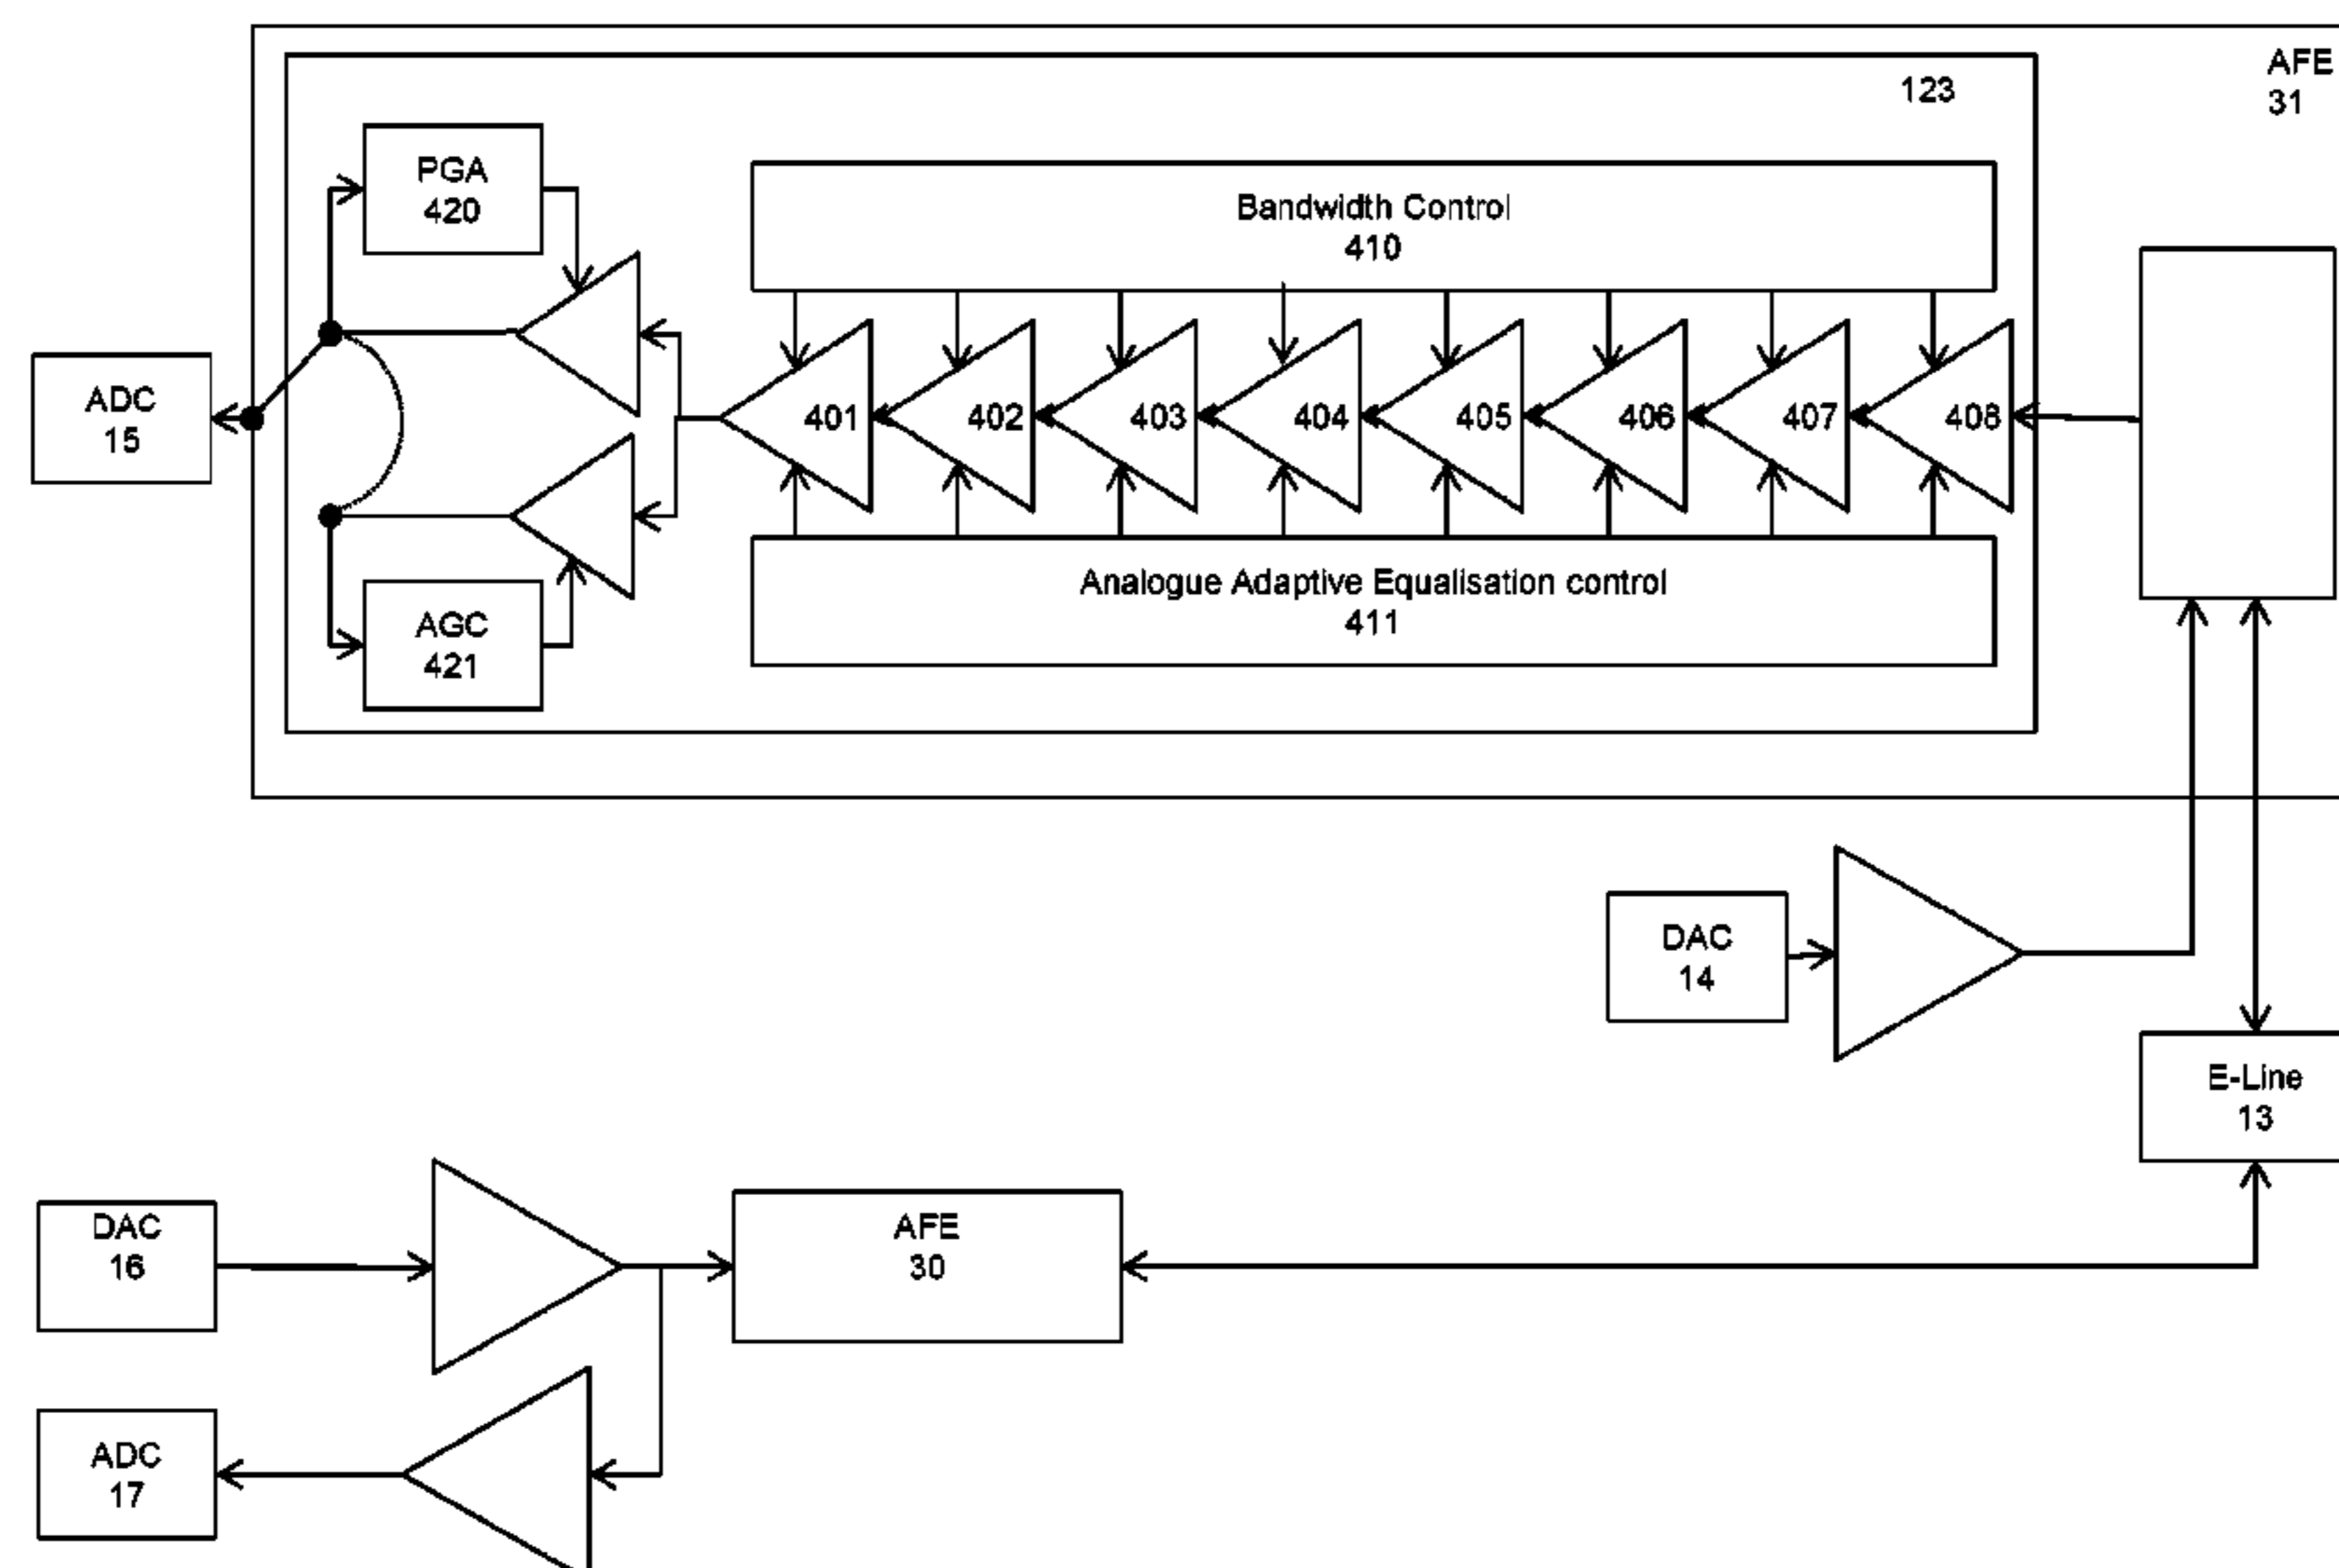 AFE
31
123
PGA
420
Bandwidth Control
410
ADC
15
401
402
403
404
405
406
407
408
Analogue Adaptive Equalisation control
411
AGC
421
DAC
14
E-Line
13
DAC
16
AFE
30
ADC
17